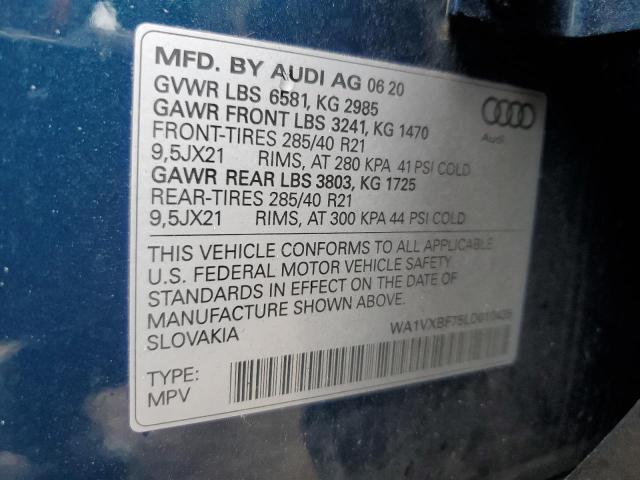 MFD. BY AUDI AG 06 20
GVWR LBS 6581, KG 2985
GAWR FRONT LBS 3241, KG 1470
FRONT-TIRES 285/40 R21
9,5JX21 RIMS, AT 280 KPA 41 PSI COLD
GAWR REAR LBS 3803, KG 1725
REAR-TIRES 285/40 R21
9,5JX21 RIMS, AT 300 KPA 44 PSI COLD
THIS VEHICLE CONFORMS TO ALL APPLICABLE
U.S. FEDERAL MOTOR VEHICLE SAFETY
STANDARDS IN EFFECT ON THE DATE OF
MANUFACTURE SHOWN ABOVE.
SLOVAKIA
TYPE:
MPV
Audi